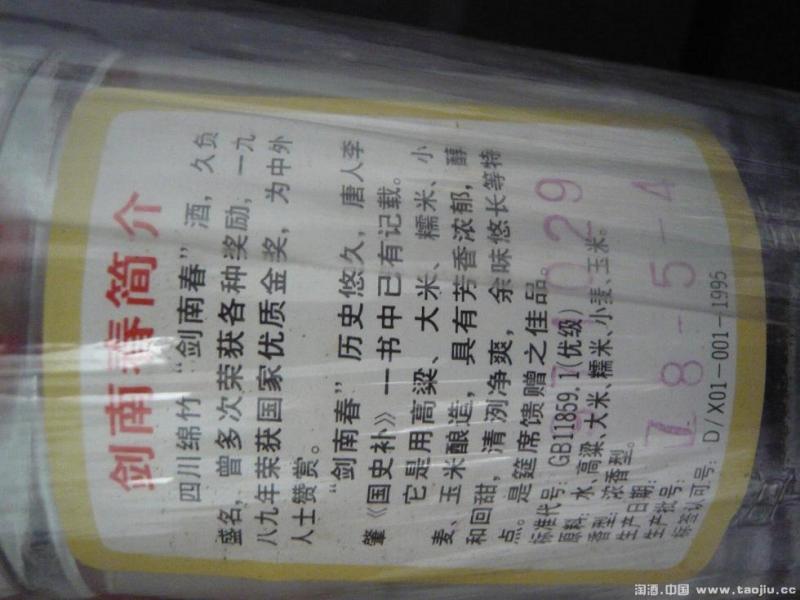 剑南春简介
四川绵竹“剑南春”酒，久负
盛名，曾多次荣获各种奖励，一九
八九年荣获国家优质金奖，为中外
人士赞赏。
“剑南春”历史悠久，唐人李
肇《国史补》一书中已有记载。
它是用高粱、大米、糯米、小
麦、玉米酿造，具有芳香浓郁，醇
和回甜，清冽净爽，余味悠长等特
点。是筵席馈赠之佳品。
标准代号：GB11859.1(优级)
原料：水、高粱、大米、糯米、小麦、玉米。
香型：浓香型。
生产日期：
生产批号：
标签认可号：D/X01-001-1995
8-5-4
淘酒.中国 www.taojiu.cc